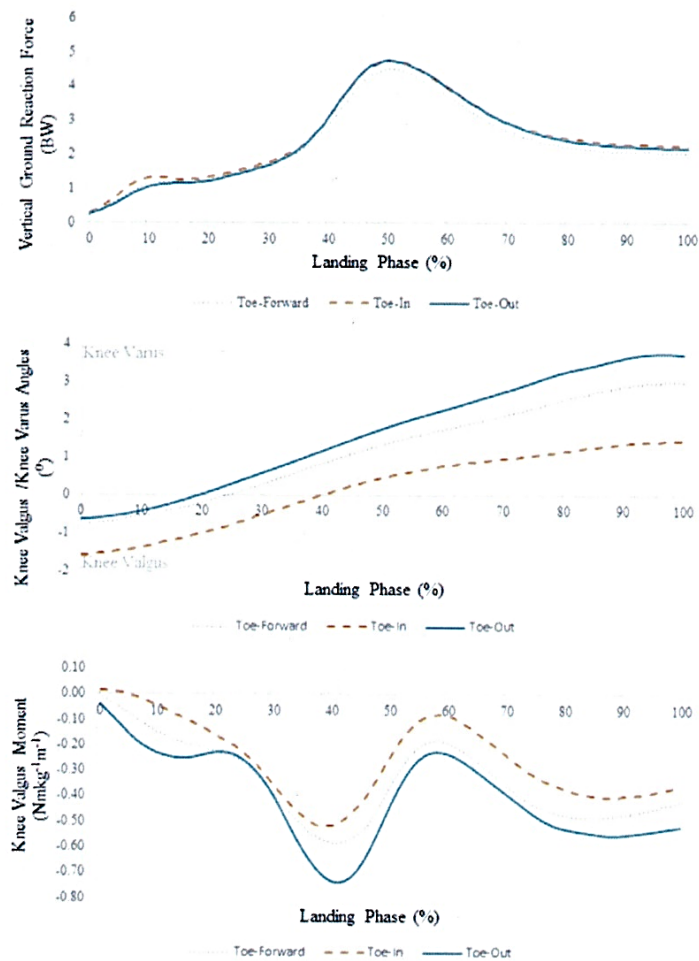 6
5
4
3
2
1
0
Vertical Ground Reaction Force
(BW)
0 10 20 30 40 50 60 70 80 90 100
Landing Phase (%)
Toe-Forward Toe-In Toe-Out
4
3
2
1
0
-1
-2
Knee Varus
Knee Valgus
Knee Valgus /Knee Varus Angles
(⁰)
0 10 20 30 40 50 60 70 80 90 100
Landing Phase (%)
Toe-Forward Toe-In Toe-Out
0.10
0.00
-0.10
-0.20
-0.30
-0.40
-0.50
-0.60
-0.70
-0.80
Knee Valgus Moment
(Nmkg⁻¹m⁻¹)
0 10 20 30 40 50 60 70 80 90 100
Landing Phase (%)
Toe-Forward Toe-In Toe-Out